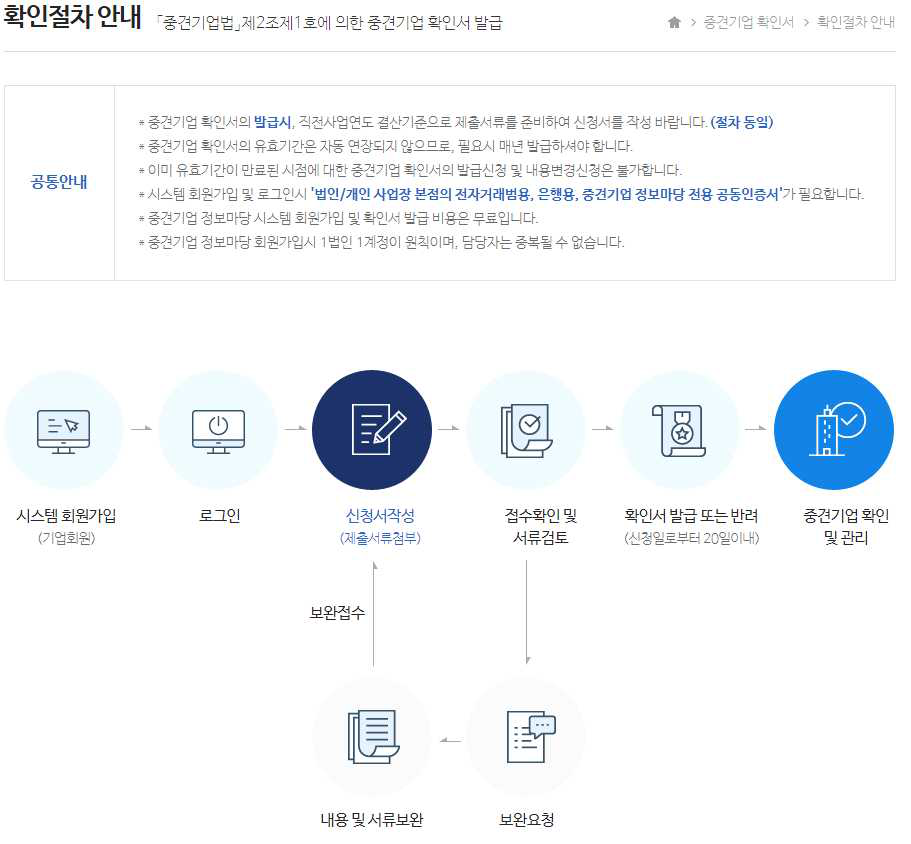 확인절차 안내 「중견기업법」제2조제1호에 의한 중견기업 확인서 발급
중견기업 확인서 > 확인절차 안내
공통안내
* 중견기업 확인서의 발급시, 직전사업연도 결산기준으로 제출서류를 준비하여 신청서를 작성 바랍니다. (절차 동일)
* 중견기업 확인서의 유효기간은 자동 연장되지 않으므로, 필요시 매년 발급하셔야 합니다.
* 이미 유효기간이 만료된 시점에 대한 중견기업 확인서의 발급신청 및 내용변경신청은 불가합니다.
* 시스템 회원가입 및 로그인시 '법인/개인 사업장 본점의 전자거래범용, 은행용, 중견기업 정보마당 전용 공동인증서'가 필요합니다.
* 중견기업 정보마당 시스템 회원가입 및 확인서 발급 비용은 무료입니다.
* 중견기업 정보마당 회원가입시 1법인 1계정이 원칙이며, 담당자는 중복될 수 없습니다.
시스템 회원가입
(기업회원)
로그인
신청서작성
(제출서류첨부)
접수확인 및
서류검토
확인서 발급 또는 반려
(신청일로부터 20일이내)
중견기업 확인
및 관리
보완접수
내용 및 서류보완
보완요청